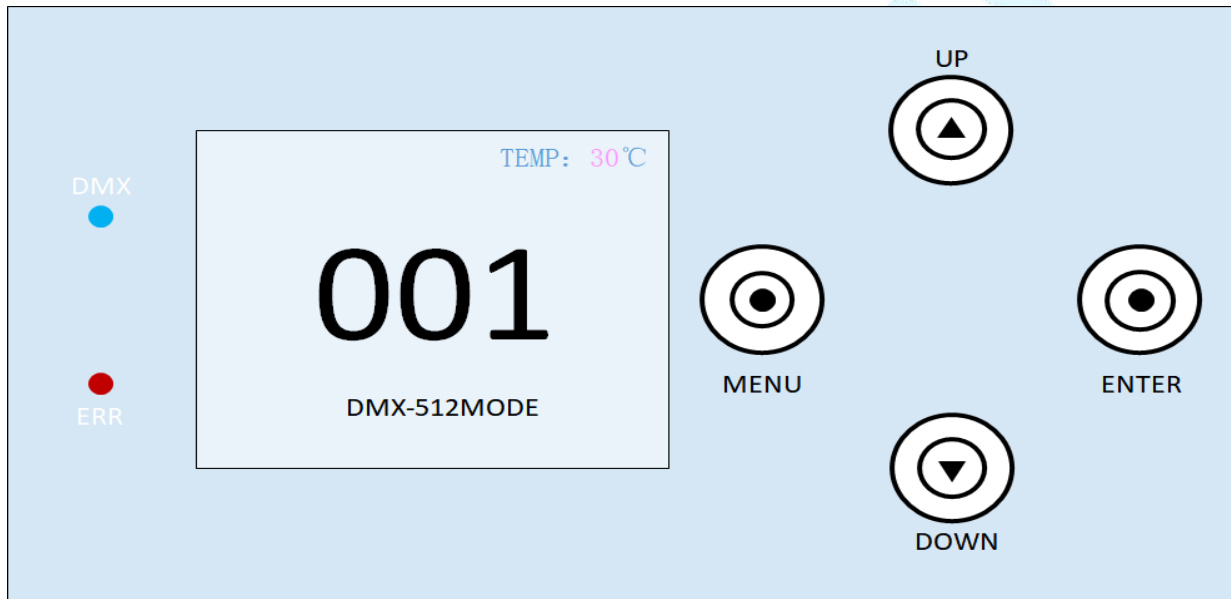 UP
TEMP: 30℃
DMX
001
MENU
ENTER
DMX-512MODE
ERR
DOWN